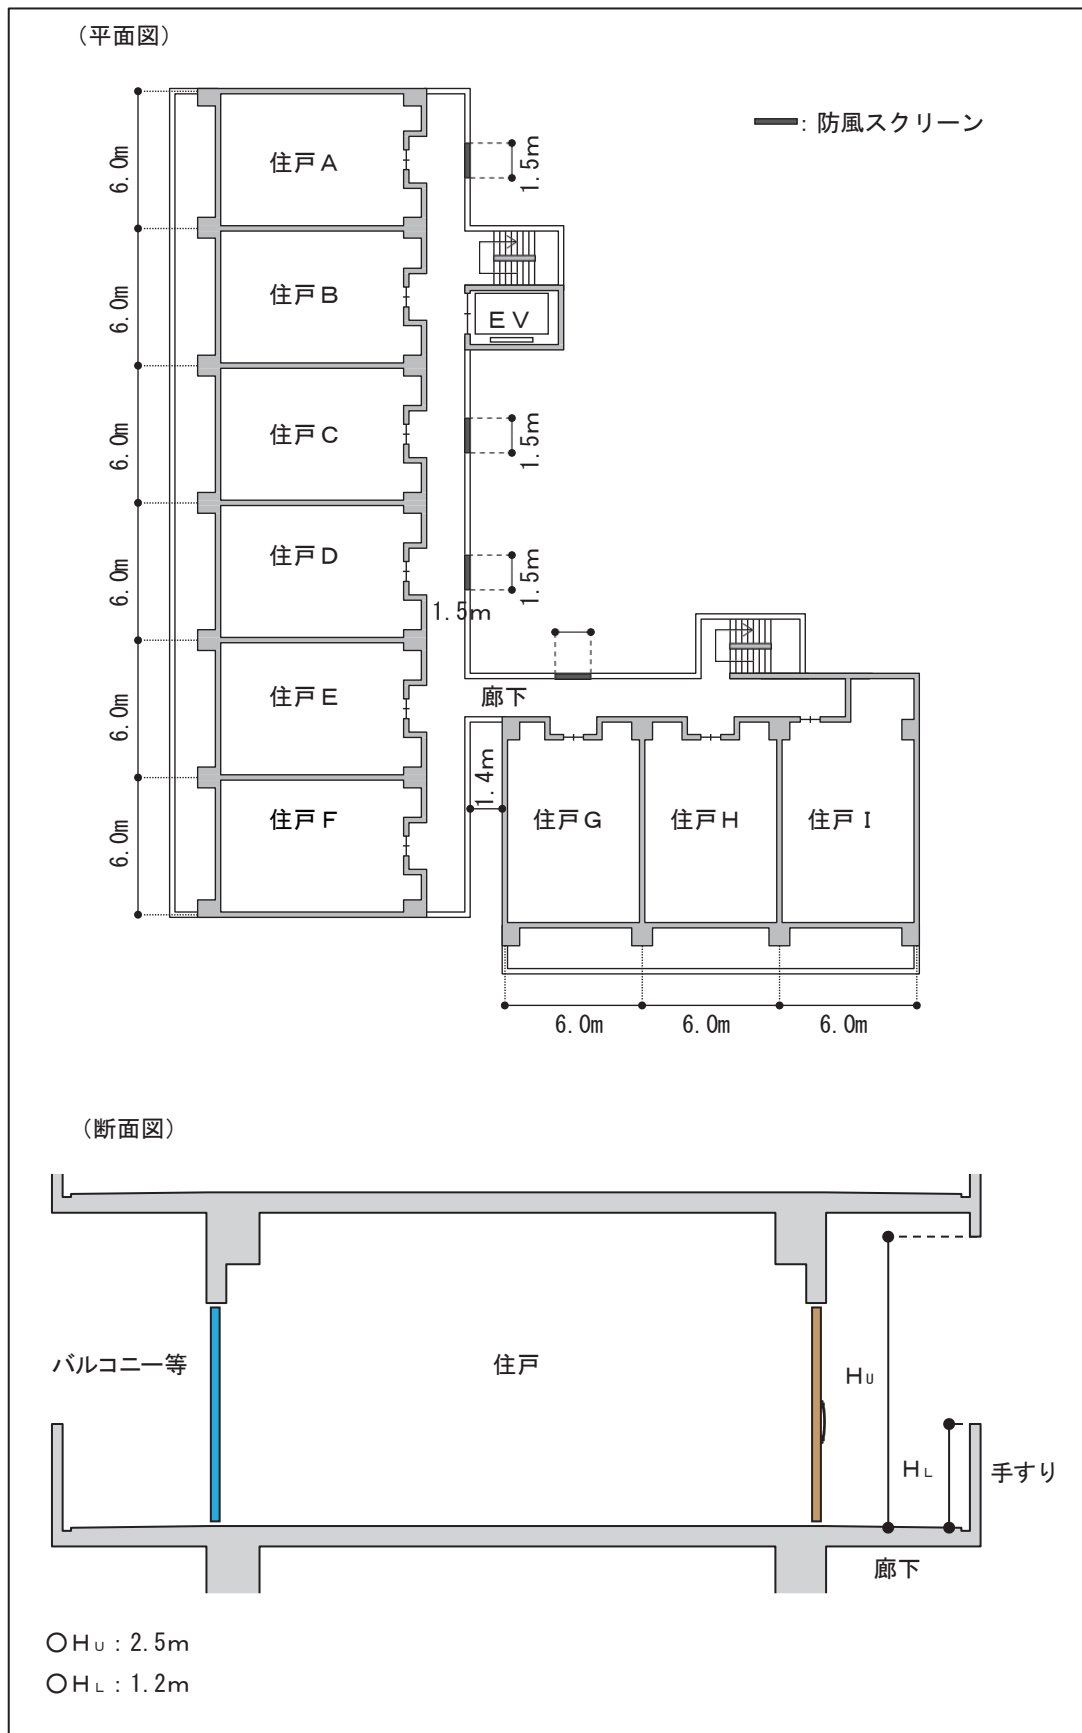 （平面図）
: 防風スクリーン
6.0m
住戸A
1.5m
6.0m
住戸B
EV
6.0m
住戸C
1.5m
6.0m
住戸D
1.5m
1.5m
6.0m
住戸E
廊下
6.0m
住戸F
1.4m
住戸G
住戸H
住戸I
6.0m
6.0m
6.0m
（断面図）
バルコニー等
住戸
HU
HL
手すり
廊下
○HU：2.5m
○HL：1.2m